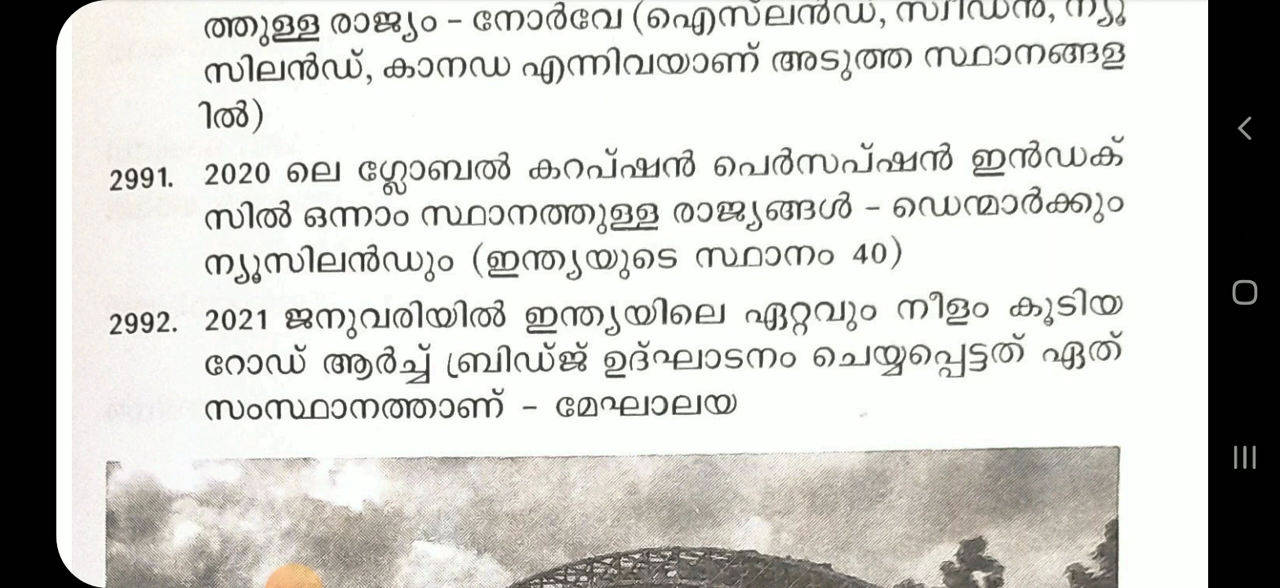 ത്തുള്ള രാജ്യം – നോർവേ (ഐസ്‌ലൻഡ്, സ്വീഡൻ, ന്യൂ
സിലൻഡ്, കാനഡ എന്നിവയാണ് അടുത്ത സ്ഥാനങ്ങള
ിൽ)
2991. 2020 ലെ ഗ്ലോബൽ കറപ്ഷൻ പെർസപ്ഷൻ ഇൻഡക്
സിൽ ഒന്നാം സ്ഥാനത്തുള്ള രാജ്യങ്ങൾ – ഡെന്മാർക്കും
ന്യൂസിലൻഡും (ഇന്ത്യയുടെ സ്ഥാനം 40)
2992. 2021 ജനുവരിയിൽ ഇന്ത്യയിലെ ഏറ്റവും നീളം കൂടിയ
റോഡ് ആർച്ച് ബ്രിഡ്ജ് ഉദ്ഘാടനം ചെയ്യപ്പെട്ടത് ഏത്
സംസ്ഥാനത്താണ് – മേഘാലയ